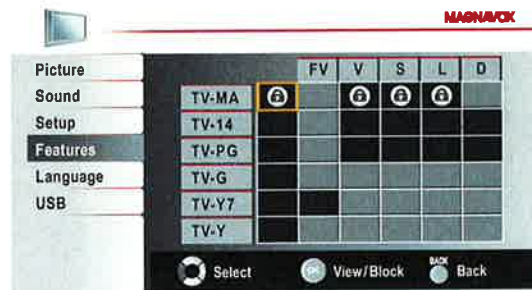 MAGNAVOX
Picture
Sound
Setup
Features
Language
USB
FV V S L D
TV-MA
TV-14
TV-PG
TV-G
TV-Y7
TV-Y
Select
OK View/Block
BACK Back